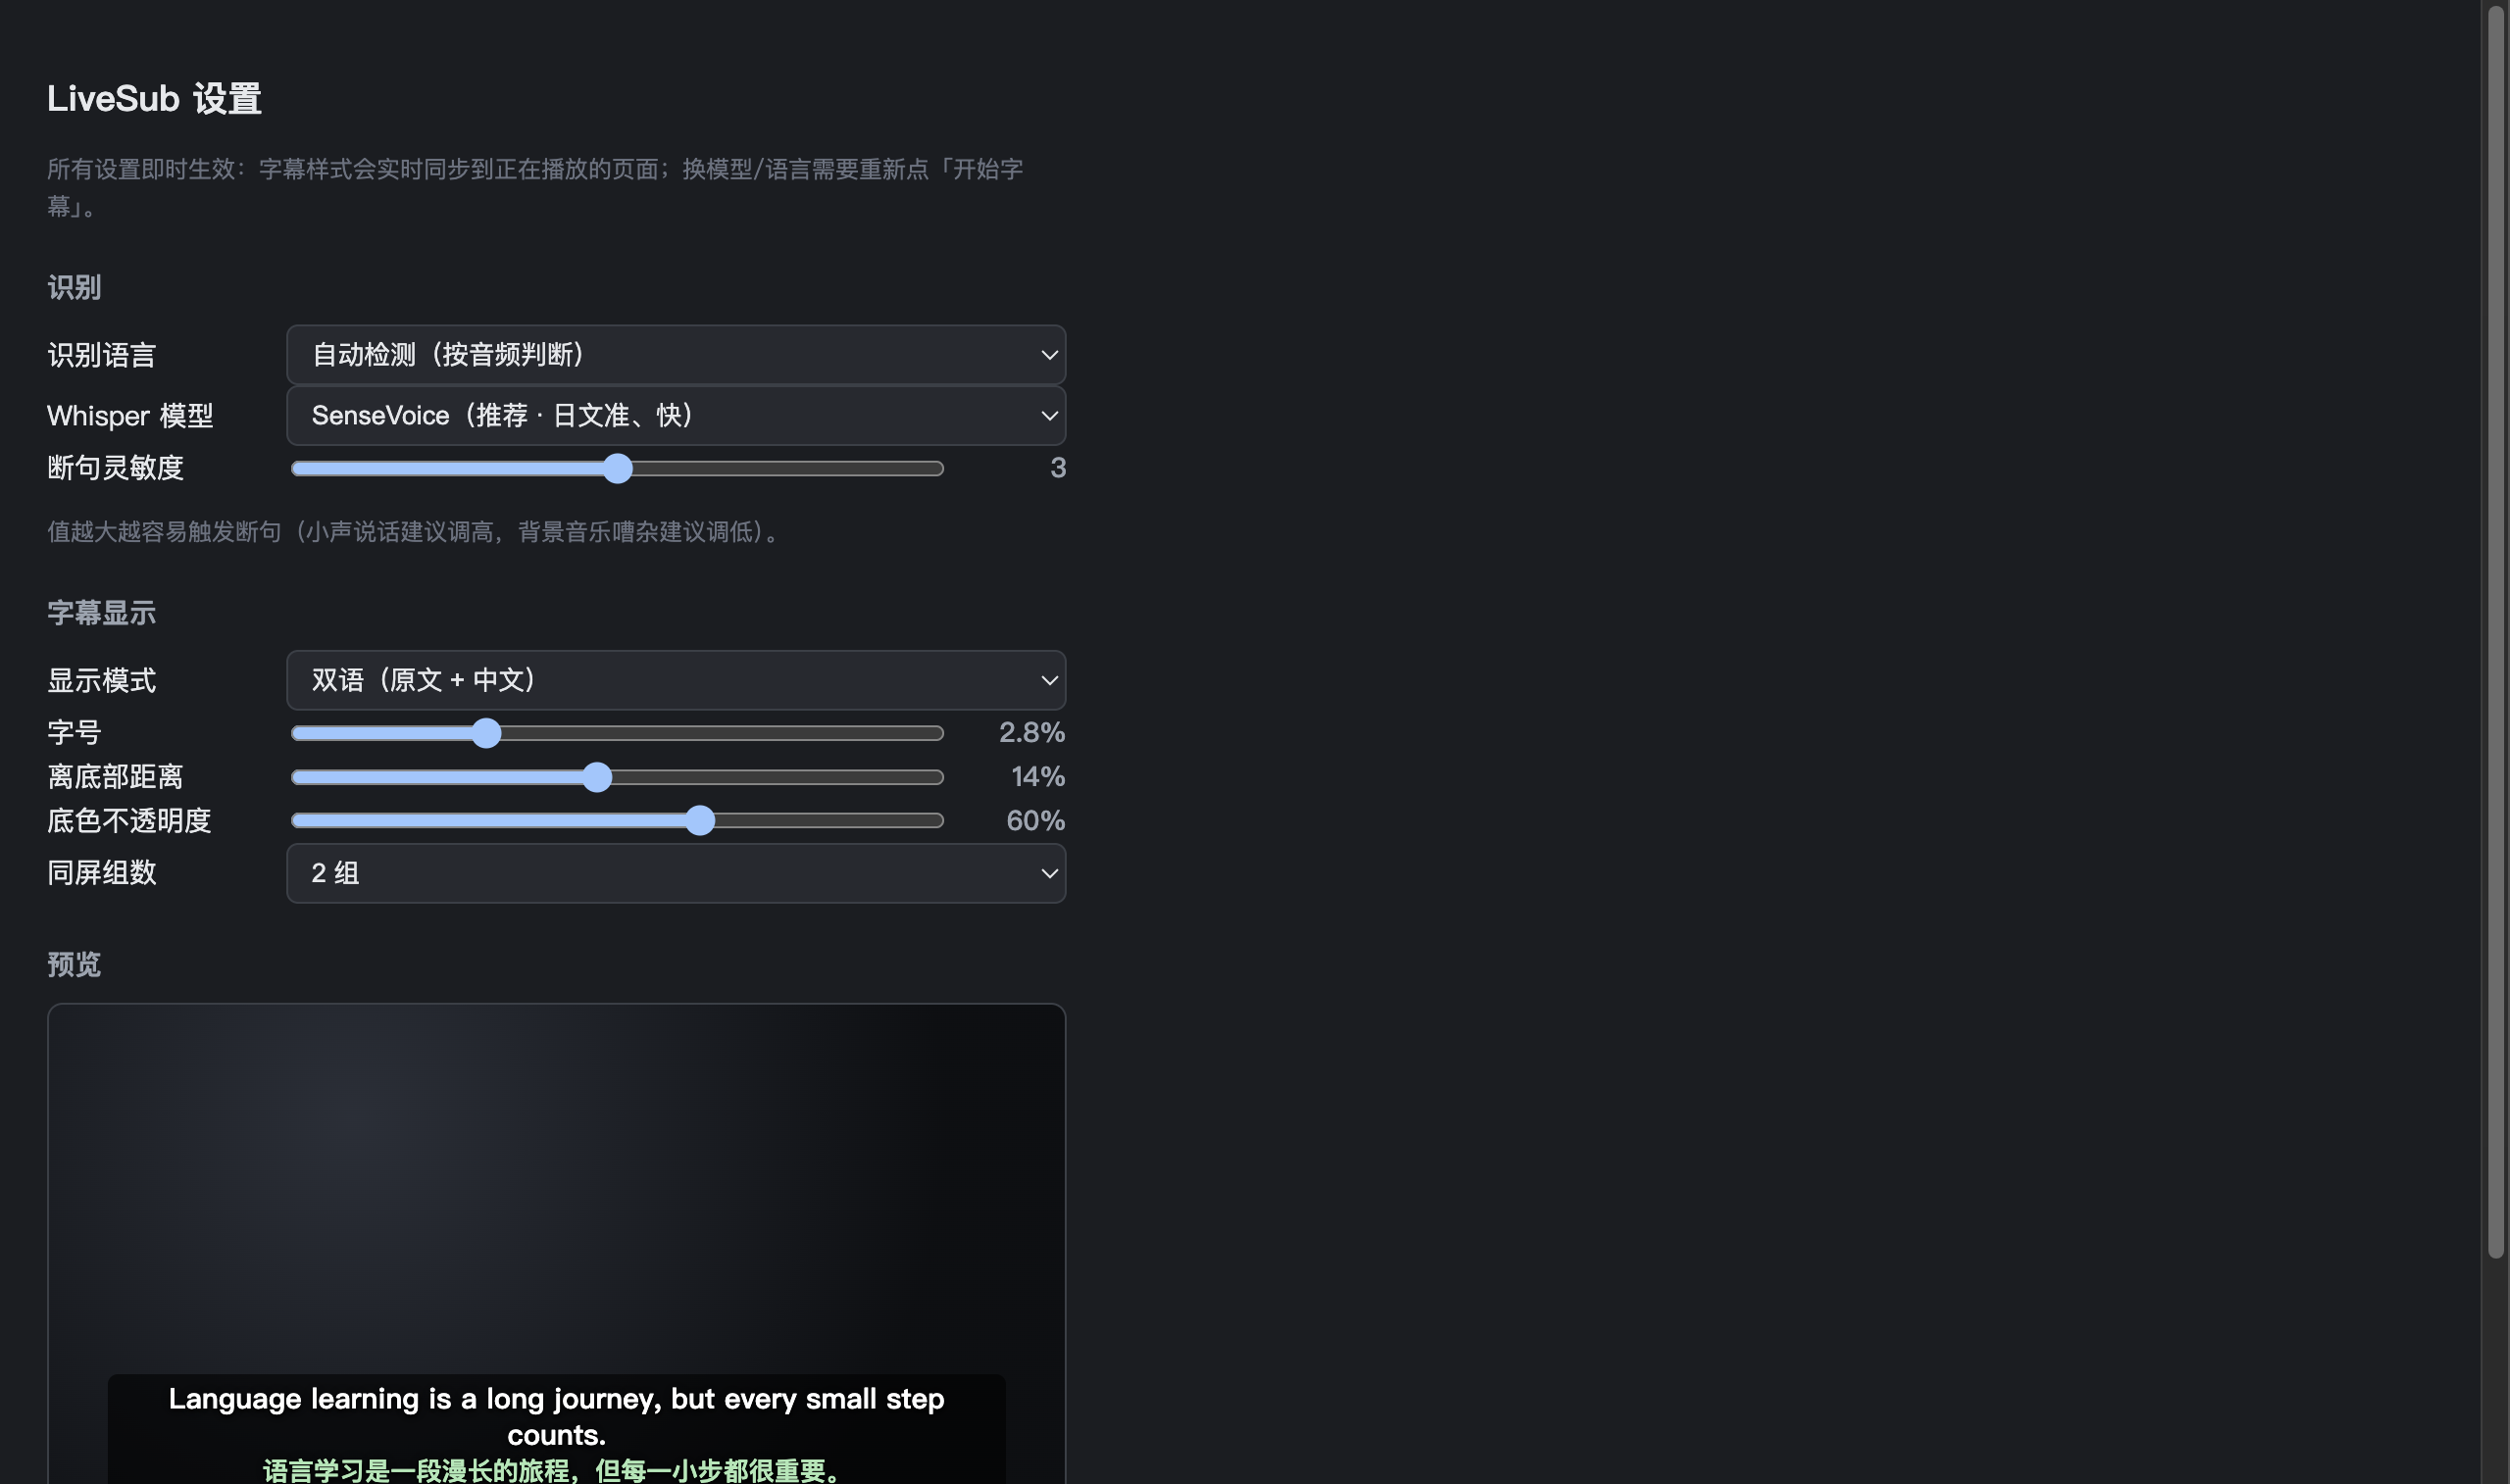 LiveSub 设置
所有设置即时生效：字幕样式会实时同步到正在播放的页面；换模型/语言需要重新点「开始字
幕」。
识别
识别语言 自动检测（按音频判断）
Whisper 模型 SenseVoice（推荐 · 日文准、快）
断句灵敏度 3
值越大越容易触发断句（小声说话建议调高，背景音乐嘈杂建议调低）。
字幕显示
显示模式 双语（原文 + 中文）
字号 2.8%
离底部距离 14%
底色不透明度 60%
同屏组数 2 组
预览
Language learning is a long journey, but every small step
counts.
语言学习是一段漫长的旅程，但每一小步都很重要。